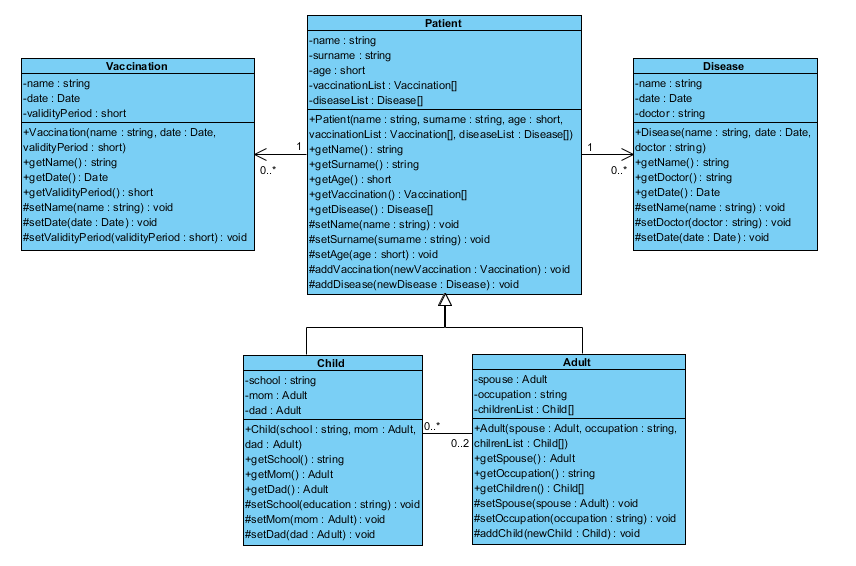 Patient
-name : string
-surname : string
-age : short
-vaccinationList : Vaccination[]
-diseaseList : Disease[]
+Patient(name : string, surname : string, age : short,
vaccinationList : Vaccination[], diseaseList : Disease[])
+getName() : string
+getSurname() : string
+getAge() : short
+getVaccination() : Vaccination[]
+getDisease() : Disease[]
#setName(name : string) : void
#setSurname(surname : string) : void
#setAge(age : short) : void
#addVaccination(newVaccination : Vaccination) : void
#addDisease(newDisease : Disease) : void
Vaccination
-name : string
-date : Date
-validityPeriod : short
+Vaccination(name : string, date : Date,
validityPeriod : short)
+getName() : string
+getDate() : Date
+getValidityPeriod() : short
#setName(name : string) : void
#setDate(date : Date) : void
#setValidityPeriod(validityPeriod : short) : void
1
0..*
1
0..*
Disease
-name : string
-date : Date
-doctor : string
+Disease(name : string, date : Date,
doctor : string)
+getName() : string
+getDoctor() : string
+getDate() : Date
#setName(name : string) : void
#setDoctor(doctor : string) : void
#setDate(date : Date) : void
Child
-school : string
-mom : Adult
-dad : Adult
+Child(school : string, mom : Adult,
dad : Adult)
+getSchool() : string
+getMom() : Adult
+getDad() : Adult
#setSchool(education : string) : void
#setMom(mom : Adult) : void
#setDad(dad : Adult) : void
0..*
0..2
Adult
-spouse : Adult
-occupation : string
-childrenList : Child[]
+Adult(spouse : Adult, occupation : string,
chilrenList : Child[])
+getSpouse() : Adult
+getOccupation() : string
+getChildren() : Child[]
#setSpouse(spouse : Adult) : void
#setOccupation(occupation : string) : void
#addChild(newChild : Child) : void